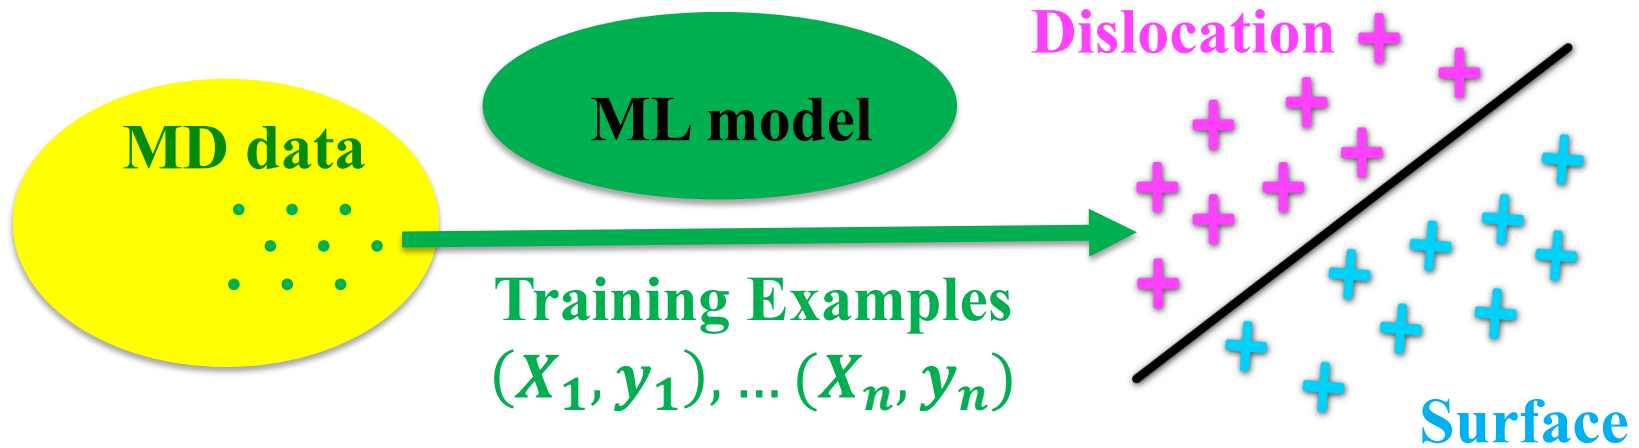 Dislocation
MD data
ML model
Training Examples
(X₁, y₁), ... (Xₙ, yₙ)
Surface